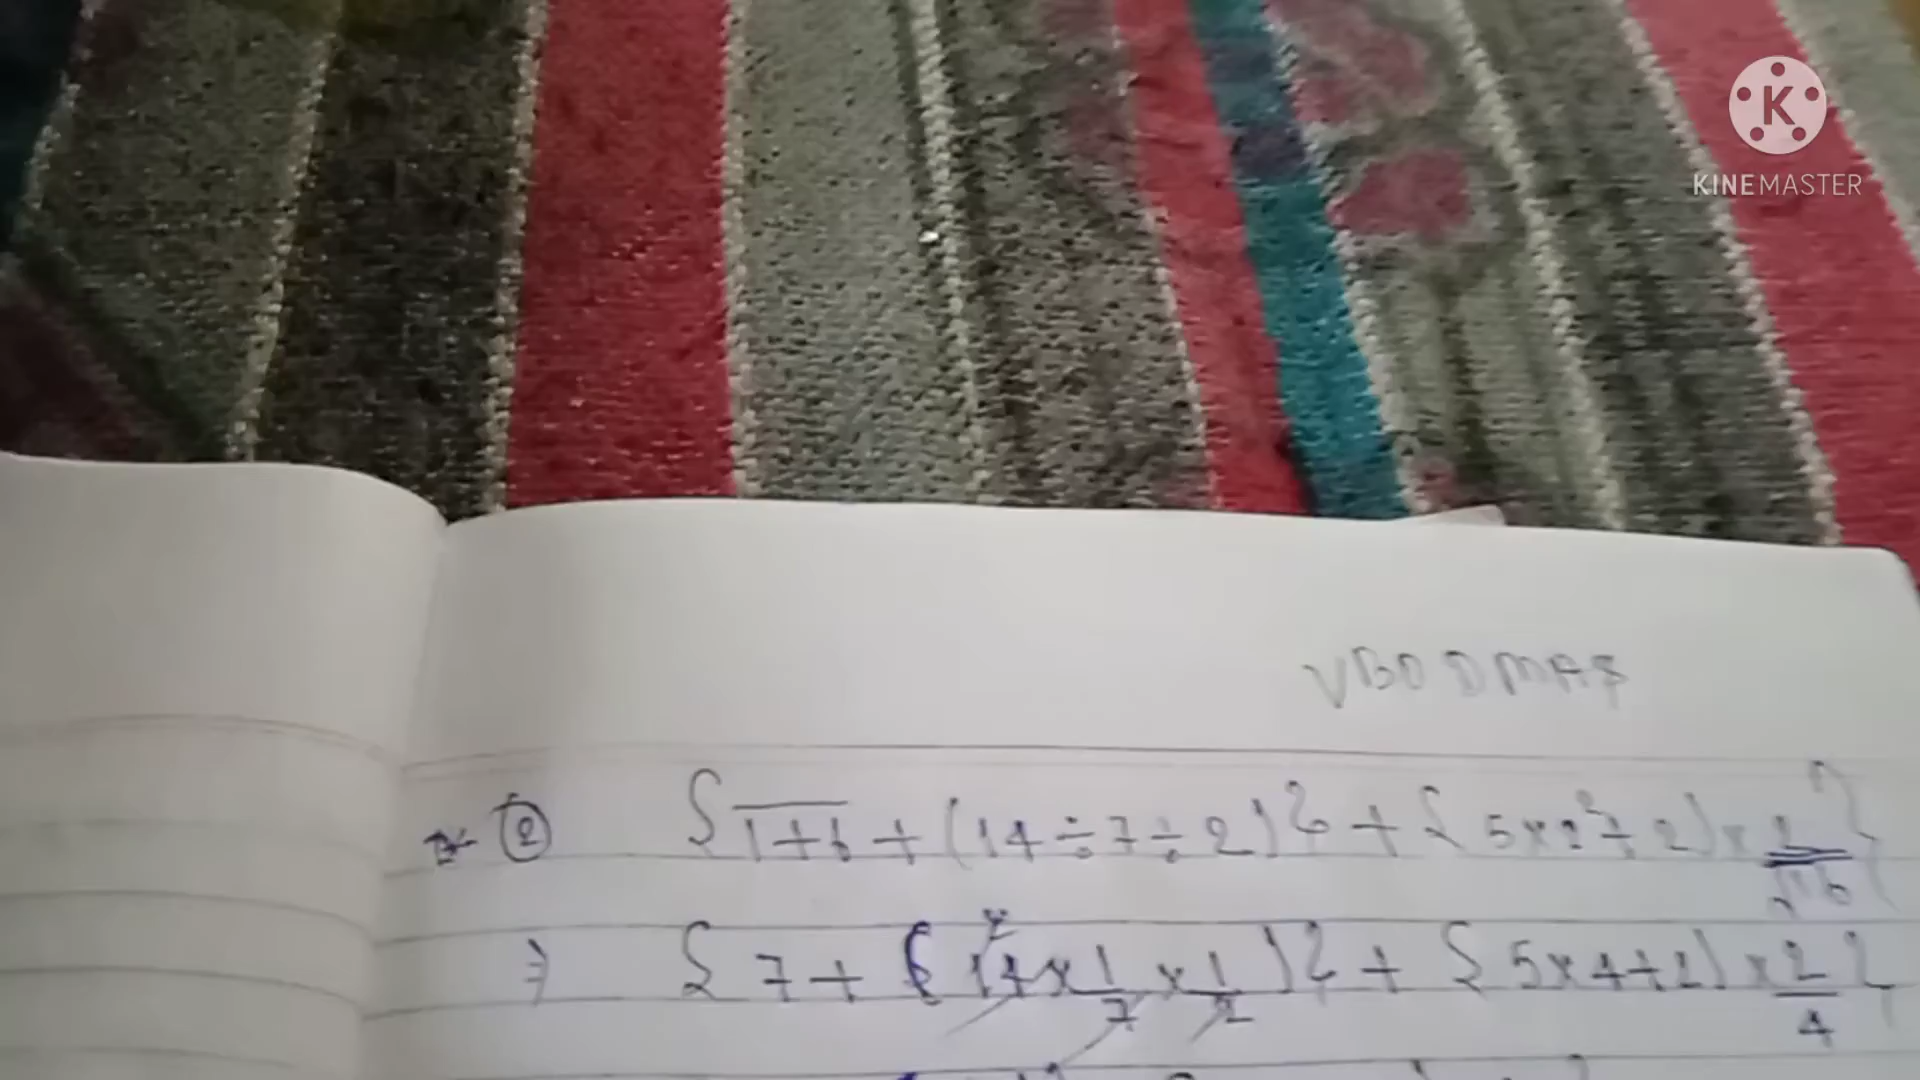 K
KINEMASTER
VBODMAS
② {1+6 + (14÷7÷2)} + {5×2²+2)× 2/√16}
⇒ {7+ (14×1/7×1/2)} + {5×4+2)×2/4}